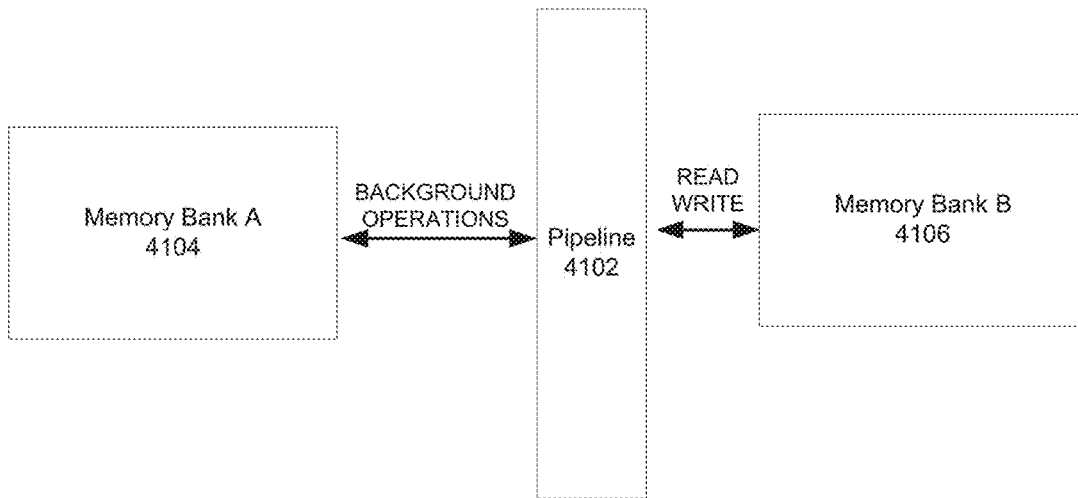 Memory Bank A
4104
BACKGROUND
OPERATIONS
Pipeline
4102
READ
WRITE
Memory Bank B
4106